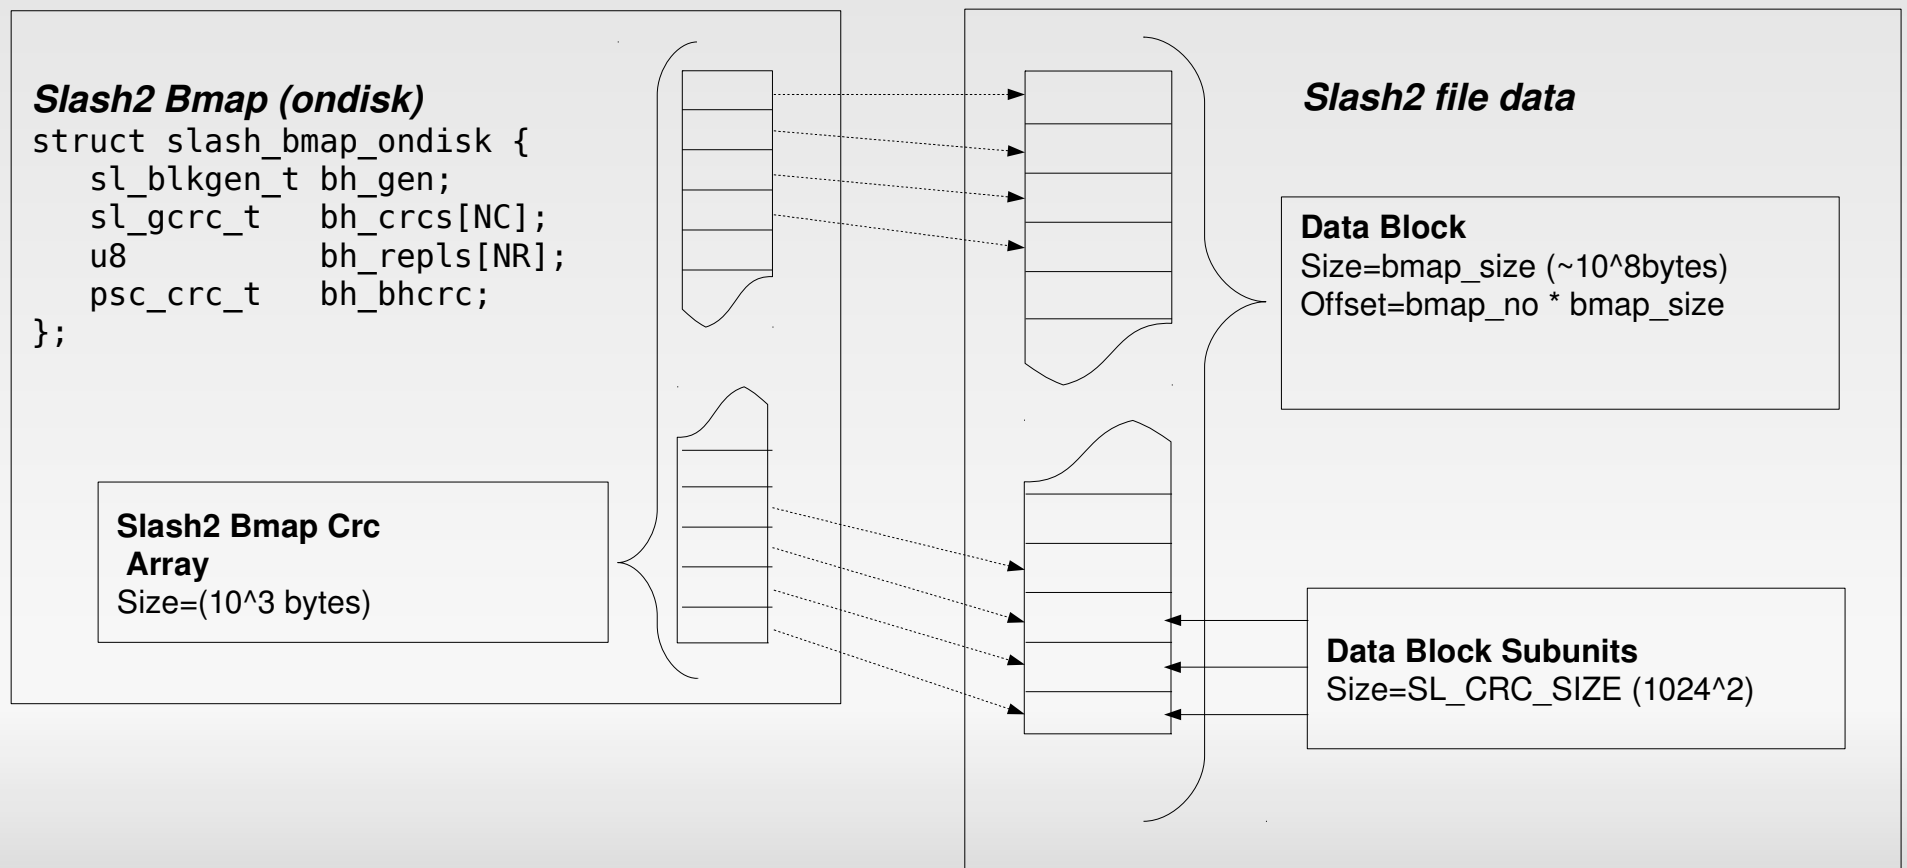 Slash2 Bmap (ondisk)
struct slash_bmap_ondisk {
   sl_blkgen_t bh_gen;
   sl_gcrc_t   bh_crcs[NC];
   u8          bh_repls[NR];
   psc_crc_t   bh_bhcrc;
};
Slash2 Bmap Crc
Array
Size=(10^3 bytes)
Slash2 file data
Data Block
Size=bmap_size (~10^8bytes)
Offset=bmap_no * bmap_size
Data Block Subunits
Size=SL_CRC_SIZE (1024^2)